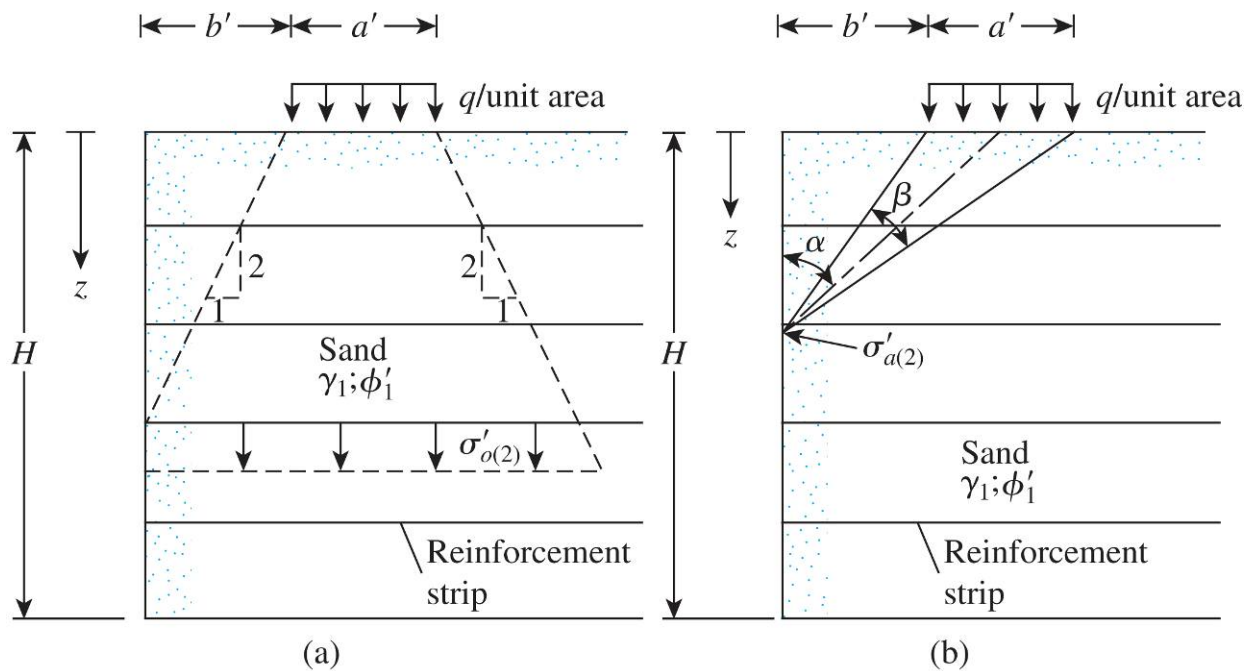 b′
a′
q/unit area
z
2
1
2
1
H
Sand
γ₁;ϕ′₁
σ′ₒ₍₂₎
Reinforcement
strip
(a)
b′
a′
q/unit area
z
β
α
H
σ′ₐ₍₂₎
Sand
γ₁;ϕ′₁
Reinforcement
strip
(b)